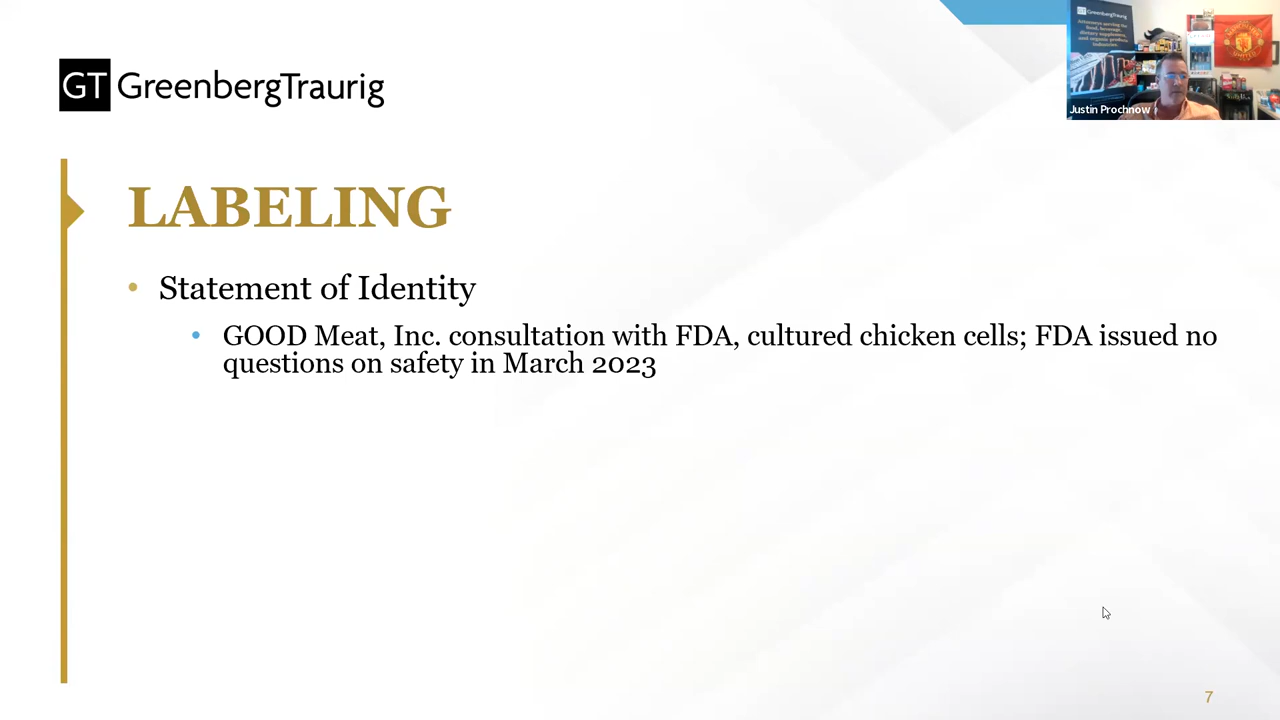 GT GreenbergTraurig
GreenbergTraurig
Justin Prochnow
LABELING
• Statement of Identity
• GOOD Meat, Inc. consultation with FDA, cultured chicken cells; FDA issued no
questions on safety in March 2023
7